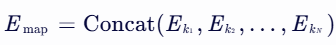 E_map = Concat(E_{k_1}, E_{k_2}, ..., E_{k_N})